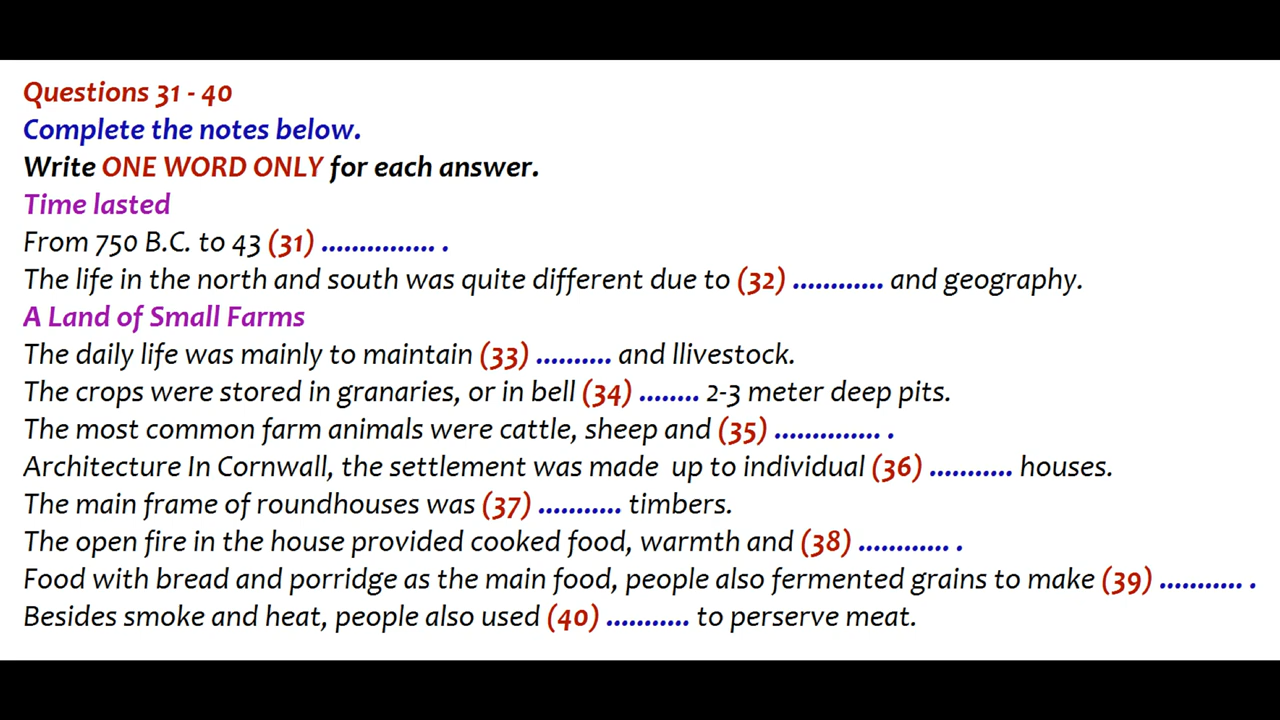 Questions 31 - 40
Complete the notes below.
Write ONE WORD ONLY for each answer.
Time lasted
From 750 B.C. to 43 (31) ............... .
The life in the north and south was quite different due to (32) ............ and geography.
A Land of Small Farms
The daily life was mainly to maintain (33) .......... and llivestock.
The crops were stored in granaries, or in bell (34) ........ 2-3 meter deep pits.
The most common farm animals were cattle, sheep and (35) .............. .
Architecture In Cornwall, the settlement was made up to individual (36) ........... houses.
The main frame of roundhouses was (37) ........... timbers.
The open fire in the house provided cooked food, warmth and (38) ............ .
Food with bread and porridge as the main food, people also fermented grains to make (39) ........... .
Besides smoke and heat, people also used (40) ........... to perserve meat.